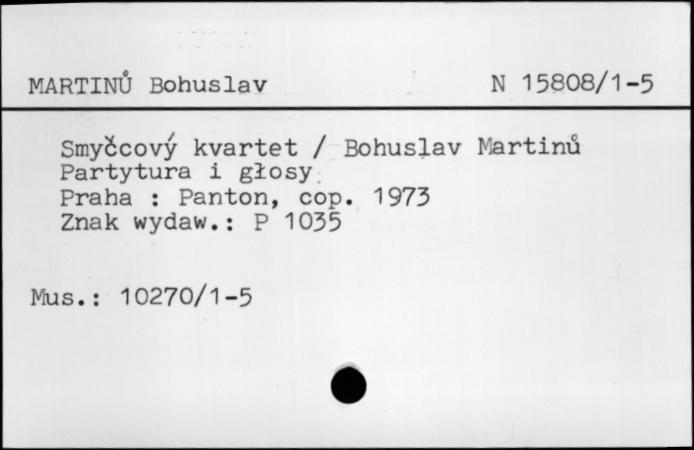 MARTINŮ Bohuslav N 15808/1-5
Smyčcový kvartet / Bohuslav Martinů
Partytura i głosy.
Praha : Panton, cop. 1973
Znak wydaw.: P 1035
Mus.: 10270/1-5